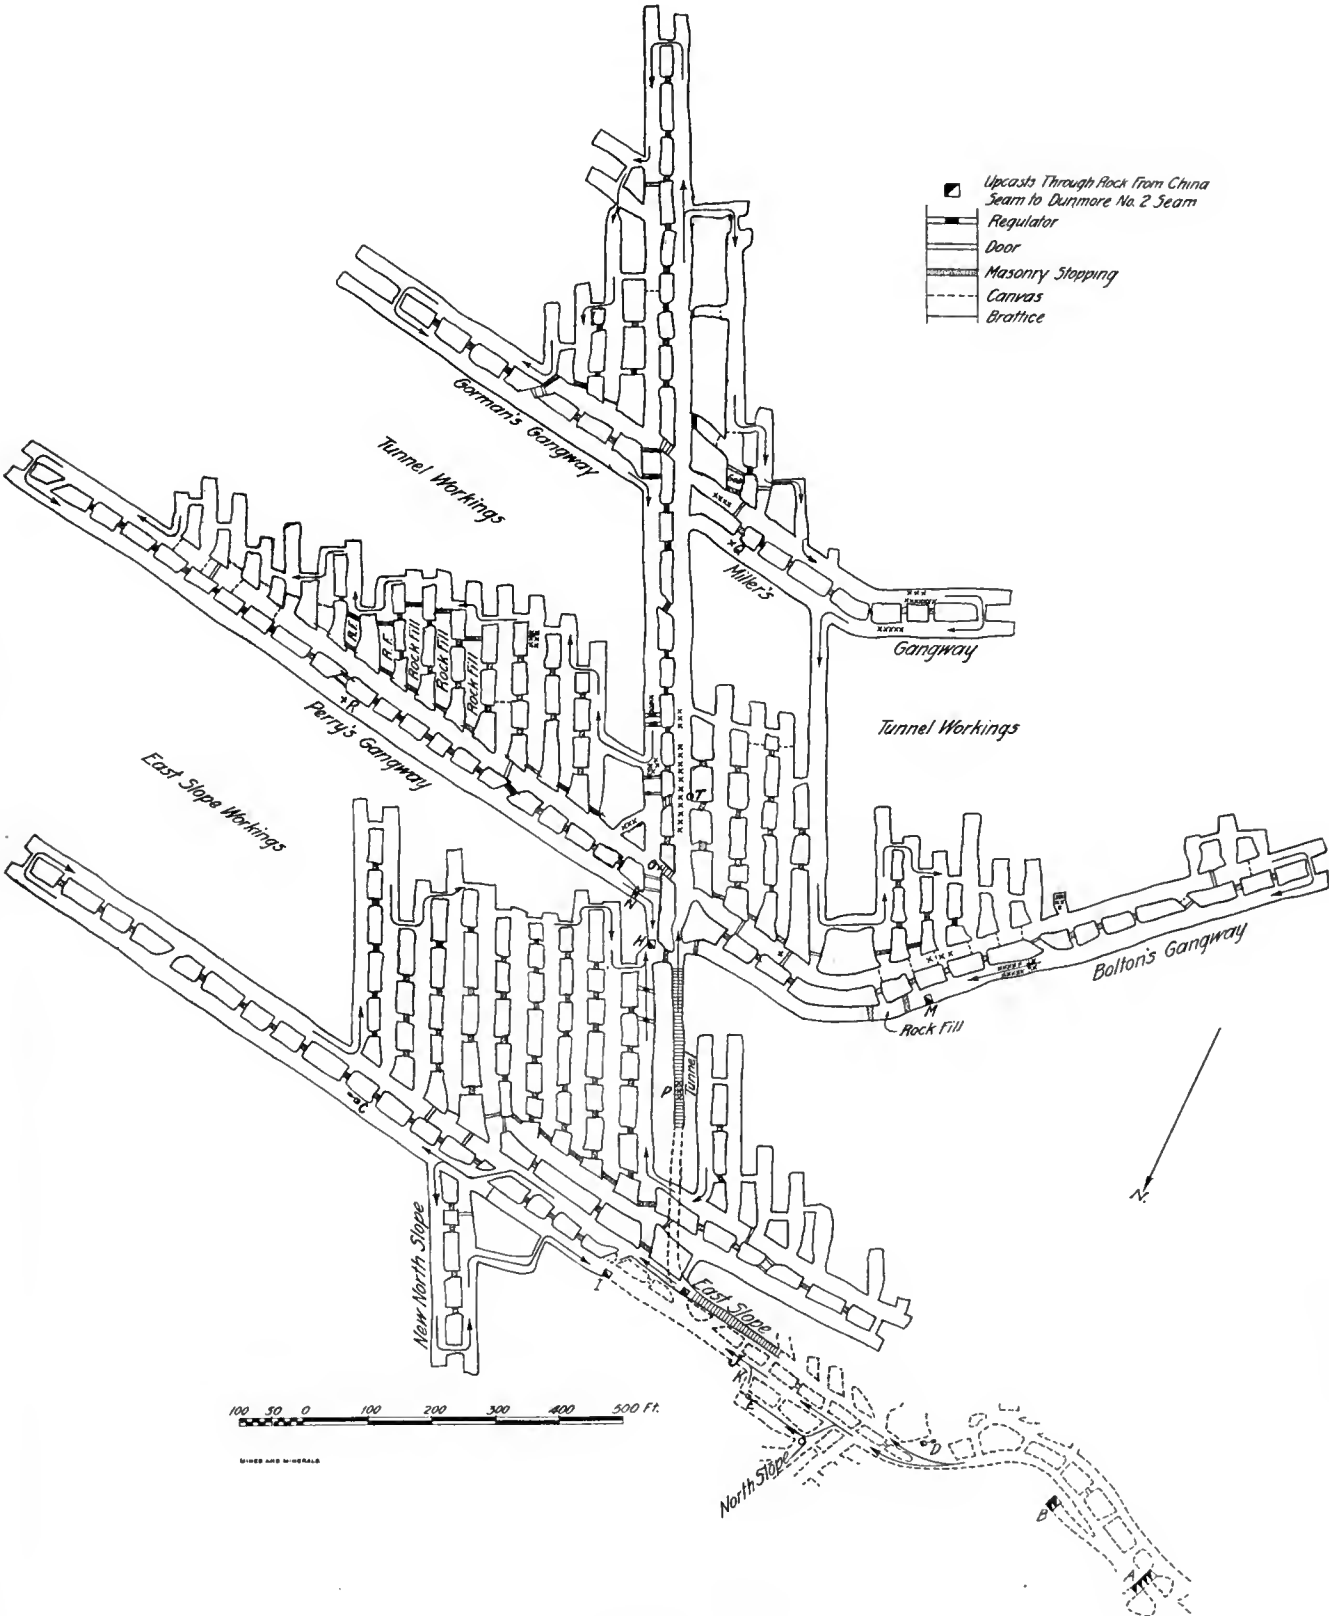 Upcasts Through Rock From China
Seam to Dunmore No. 2 Seam
Regulator
Door
Masonry Stopping
Canvas
Brattice
Gorman's Gangway
Tunnel Workings
Miller's
Gangway
R.F.
R.F.
Rock Fill
Rock Fill
Rock Fill
Q
R
Perry's Gangway
Tunnel Workings
East Slope Workings
T
O
N
H
Bolton's Gangway
M
Rock Fill
P
Tunnel
C
N.
New North Slope
I
East Slope
J
K
E
100 50 0 100 200 300 400 500 Ft.
D
MINES AND MINERALS
North Slope
B
A